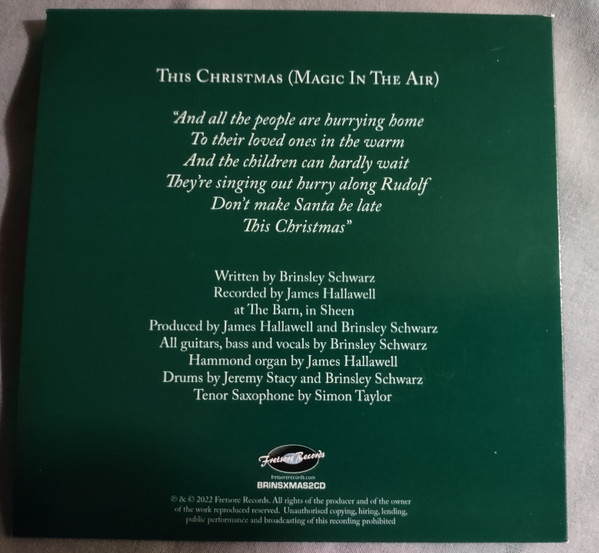 This Christmas (Magic In The Air)
“And all the people are hurrying home
To their loved ones in the warm
And the children can hardly wait
They're singing out hurry along Rudolf
Don't make Santa be late
This Christmas”
Written by Brinsley Schwarz
Recorded by James Hallawell
at The Barn, in Sheen
Produced by James Hallawell and Brinsley Schwarz
All guitars, bass and vocals by Brinsley Schwarz
Hammond organ by James Hallawell
Drums by Jeremy Stacy and Brinsley Schwarz
Tenor Saxophone by Simon Taylor
Fretsore Records
fretsorerecords.com
BRINSXMAS2CD
℗ & © 2022 Fretsore Records. All rights of the producer and of the owner
of the work reproduced reserved. Unauthorised copying, hiring, lending,
public performance and broadcasting of this recording prohibited